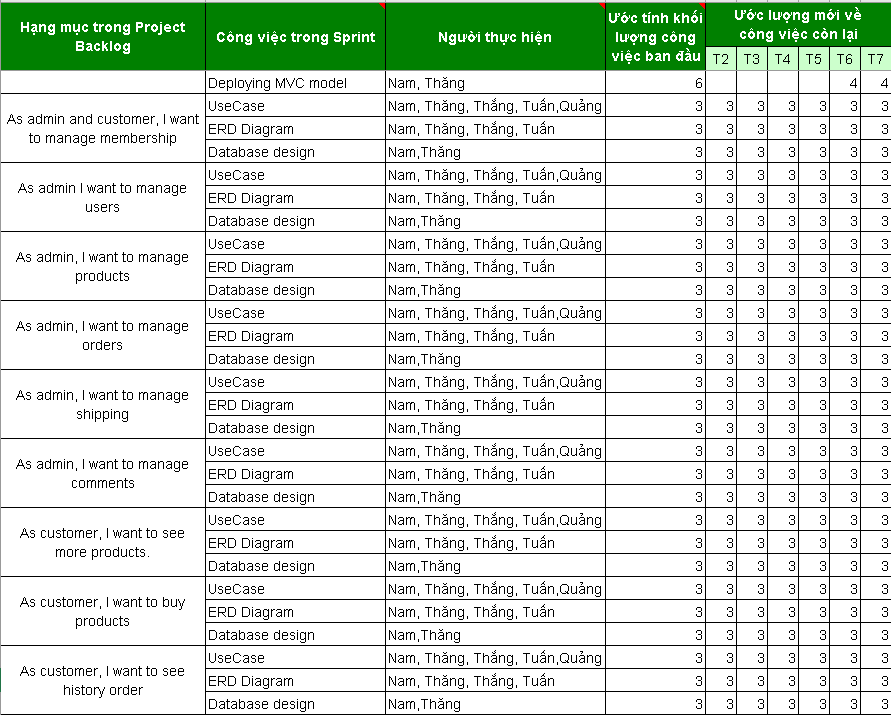 Hạng mục trong Project Backlog	Công việc trong Sprint	Người thực hiện	Ước tính khối lượng công việc ban đầu	Ước lượng mới về công việc còn lại
T2	T3	T4	T5	T6	T7
Deploying MVC model	Nam, Thăng	6	4	4
As admin and customer, I want to manage membership	UseCase	Nam, Thăng, Thắng, Tuấn,Quảng	3	3	3	3	3	3	3
ERD Diagram	Nam, Thăng, Thắng, Tuấn	3	3	3	3	3	3	3
Database design	Nam,Thăng	3	3	3	3	3	3	3
As admin I want to manage users	UseCase	Nam, Thăng, Thắng, Tuấn,Quảng	3	3	3	3	3	3	3
ERD Diagram	Nam, Thăng, Thắng, Tuấn	3	3	3	3	3	3	3
Database design	Nam,Thăng	3	3	3	3	3	3	3
As admin, I want to manage products	UseCase	Nam, Thăng, Thắng, Tuấn,Quảng	3	3	3	3	3	3	3
ERD Diagram	Nam, Thăng, Thắng, Tuấn	3	3	3	3	3	3	3
Database design	Nam,Thăng	3	3	3	3	3	3	3
As admin, I want to manage orders	UseCase	Nam, Thăng, Thắng, Tuấn,Quảng	3	3	3	3	3	3	3
ERD Diagram	Nam, Thăng, Thắng, Tuấn	3	3	3	3	3	3	3
Database design	Nam,Thăng	3	3	3	3	3	3	3
As admin, I want to manage shipping	UseCase	Nam, Thăng, Thắng, Tuấn,Quảng	3	3	3	3	3	3	3
ERD Diagram	Nam, Thăng, Thắng, Tuấn	3	3	3	3	3	3	3
Database design	Nam,Thăng	3	3	3	3	3	3	3
As admin, I want to manage comments	UseCase	Nam, Thăng, Thắng, Tuấn,Quảng	3	3	3	3	3	3	3
ERD Diagram	Nam, Thăng, Thắng, Tuấn	3	3	3	3	3	3	3
Database design	Nam,Thăng	3	3	3	3	3	3	3
As customer, I want to see more products.	UseCase	Nam, Thăng, Thắng, Tuấn,Quảng	3	3	3	3	3	3	3
ERD Diagram	Nam, Thăng, Thắng, Tuấn	3	3	3	3	3	3	3
Database design	Nam,Thăng	3	3	3	3	3	3	3
As customer, I want to buy products	UseCase	Nam, Thăng, Thắng, Tuấn,Quảng	3	3	3	3	3	3	3
ERD Diagram	Nam, Thăng, Thắng, Tuấn	3	3	3	3	3	3	3
Database design	Nam,Thăng	3	3	3	3	3	3	3
As customer, I want to see history order	UseCase	Nam, Thăng, Thắng, Tuấn,Quảng	3	3	3	3	3	3	3
ERD Diagram	Nam, Thăng, Thắng, Tuấn	3	3	3	3	3	3	3
Database design	Nam,Thăng	3	3	3	3	3	3	3